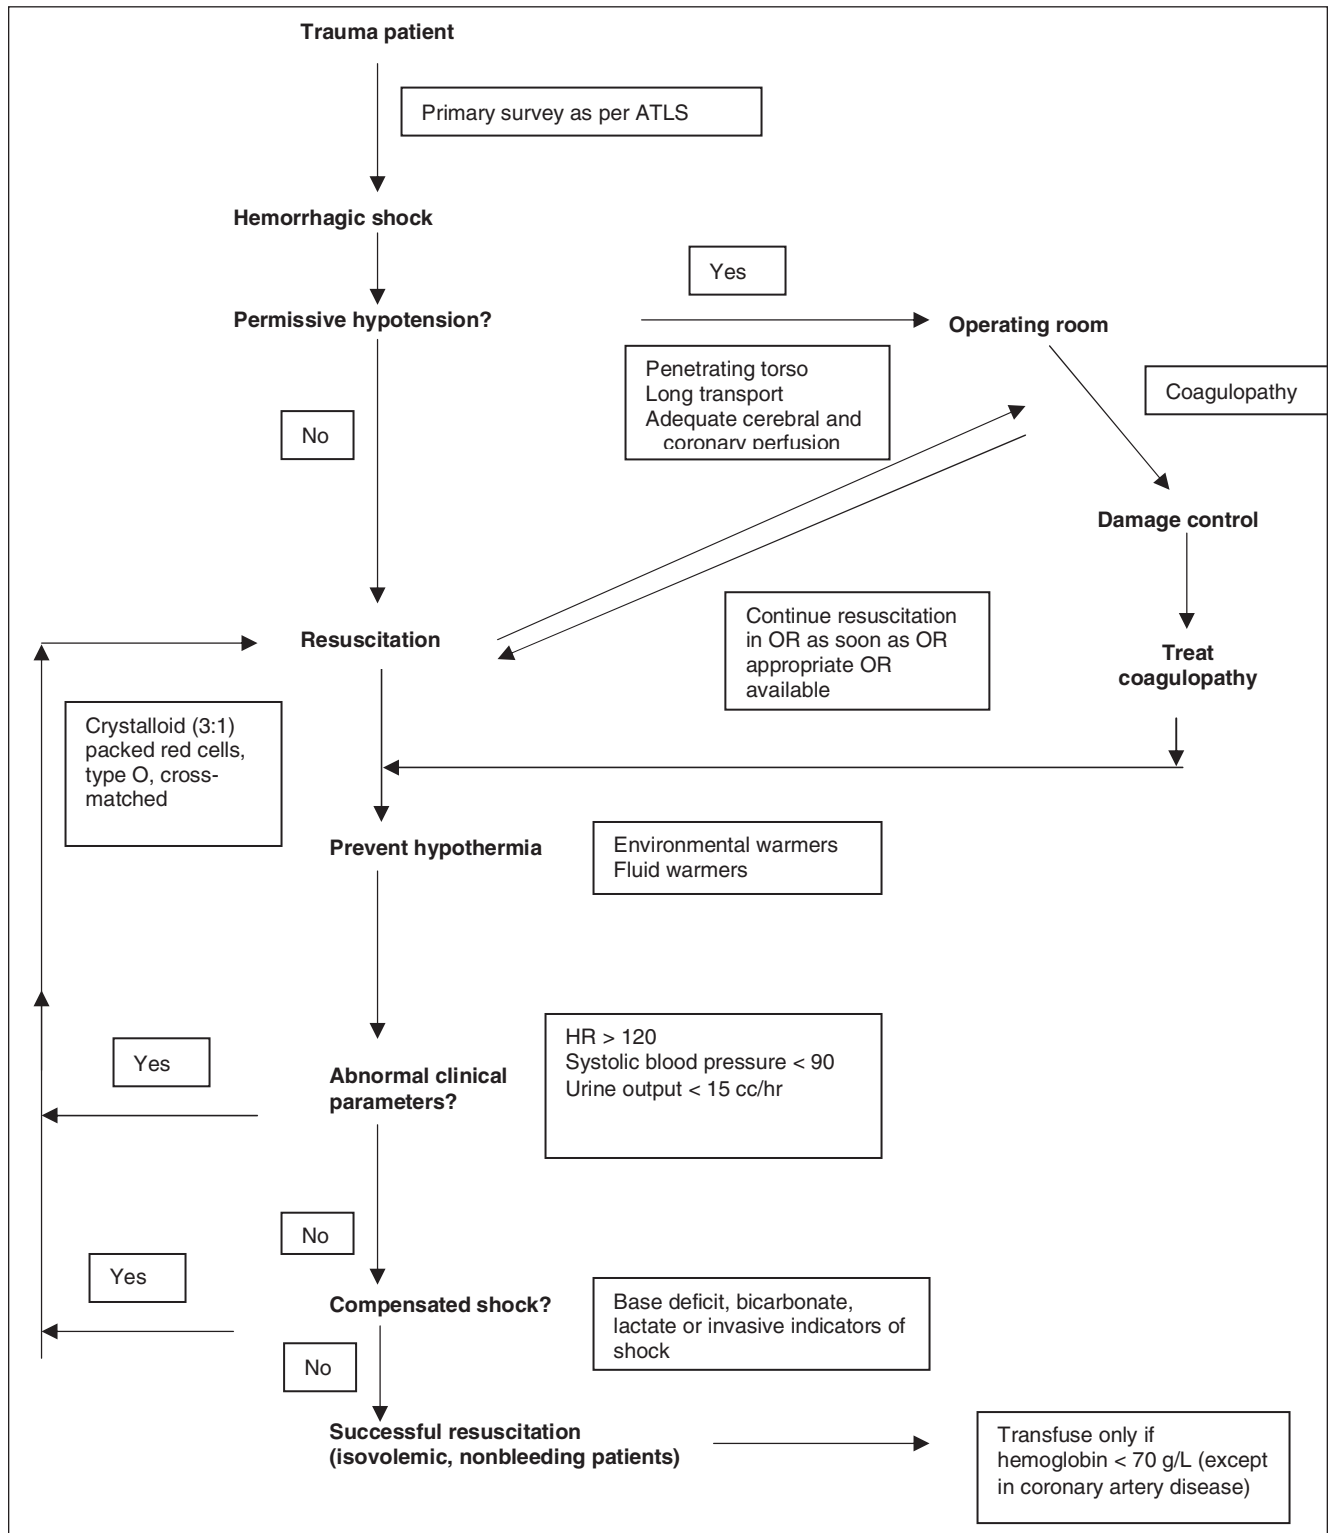 Trauma patient
Primary survey as per ATLS
Hemorrhagic shock
Yes
Permissive hypotension?
Operating room
Penetrating torso
Long transport
Adequate cerebral and
coronary perfusion
Coagulopathy
No
Damage control
Continue resuscitation
in OR as soon as OR
appropriate OR
available
Resuscitation
Treat
coagulopathy
Crystalloid (3:1)
packed red cells,
type O, cross-
matched
Prevent hypothermia
Environmental warmers
Fluid warmers
HR > 120
Systolic blood pressure < 90
Urine output < 15 cc/hr
Yes
Abnormal clinical
parameters?
No
Yes
Compensated shock?
Base deficit, bicarbonate,
lactate or invasive indicators of
shock
No
Successful resuscitation
(isovolemic, nonbleeding patients)
Transfuse only if
hemoglobin < 70 g/L (except
in coronary artery disease)